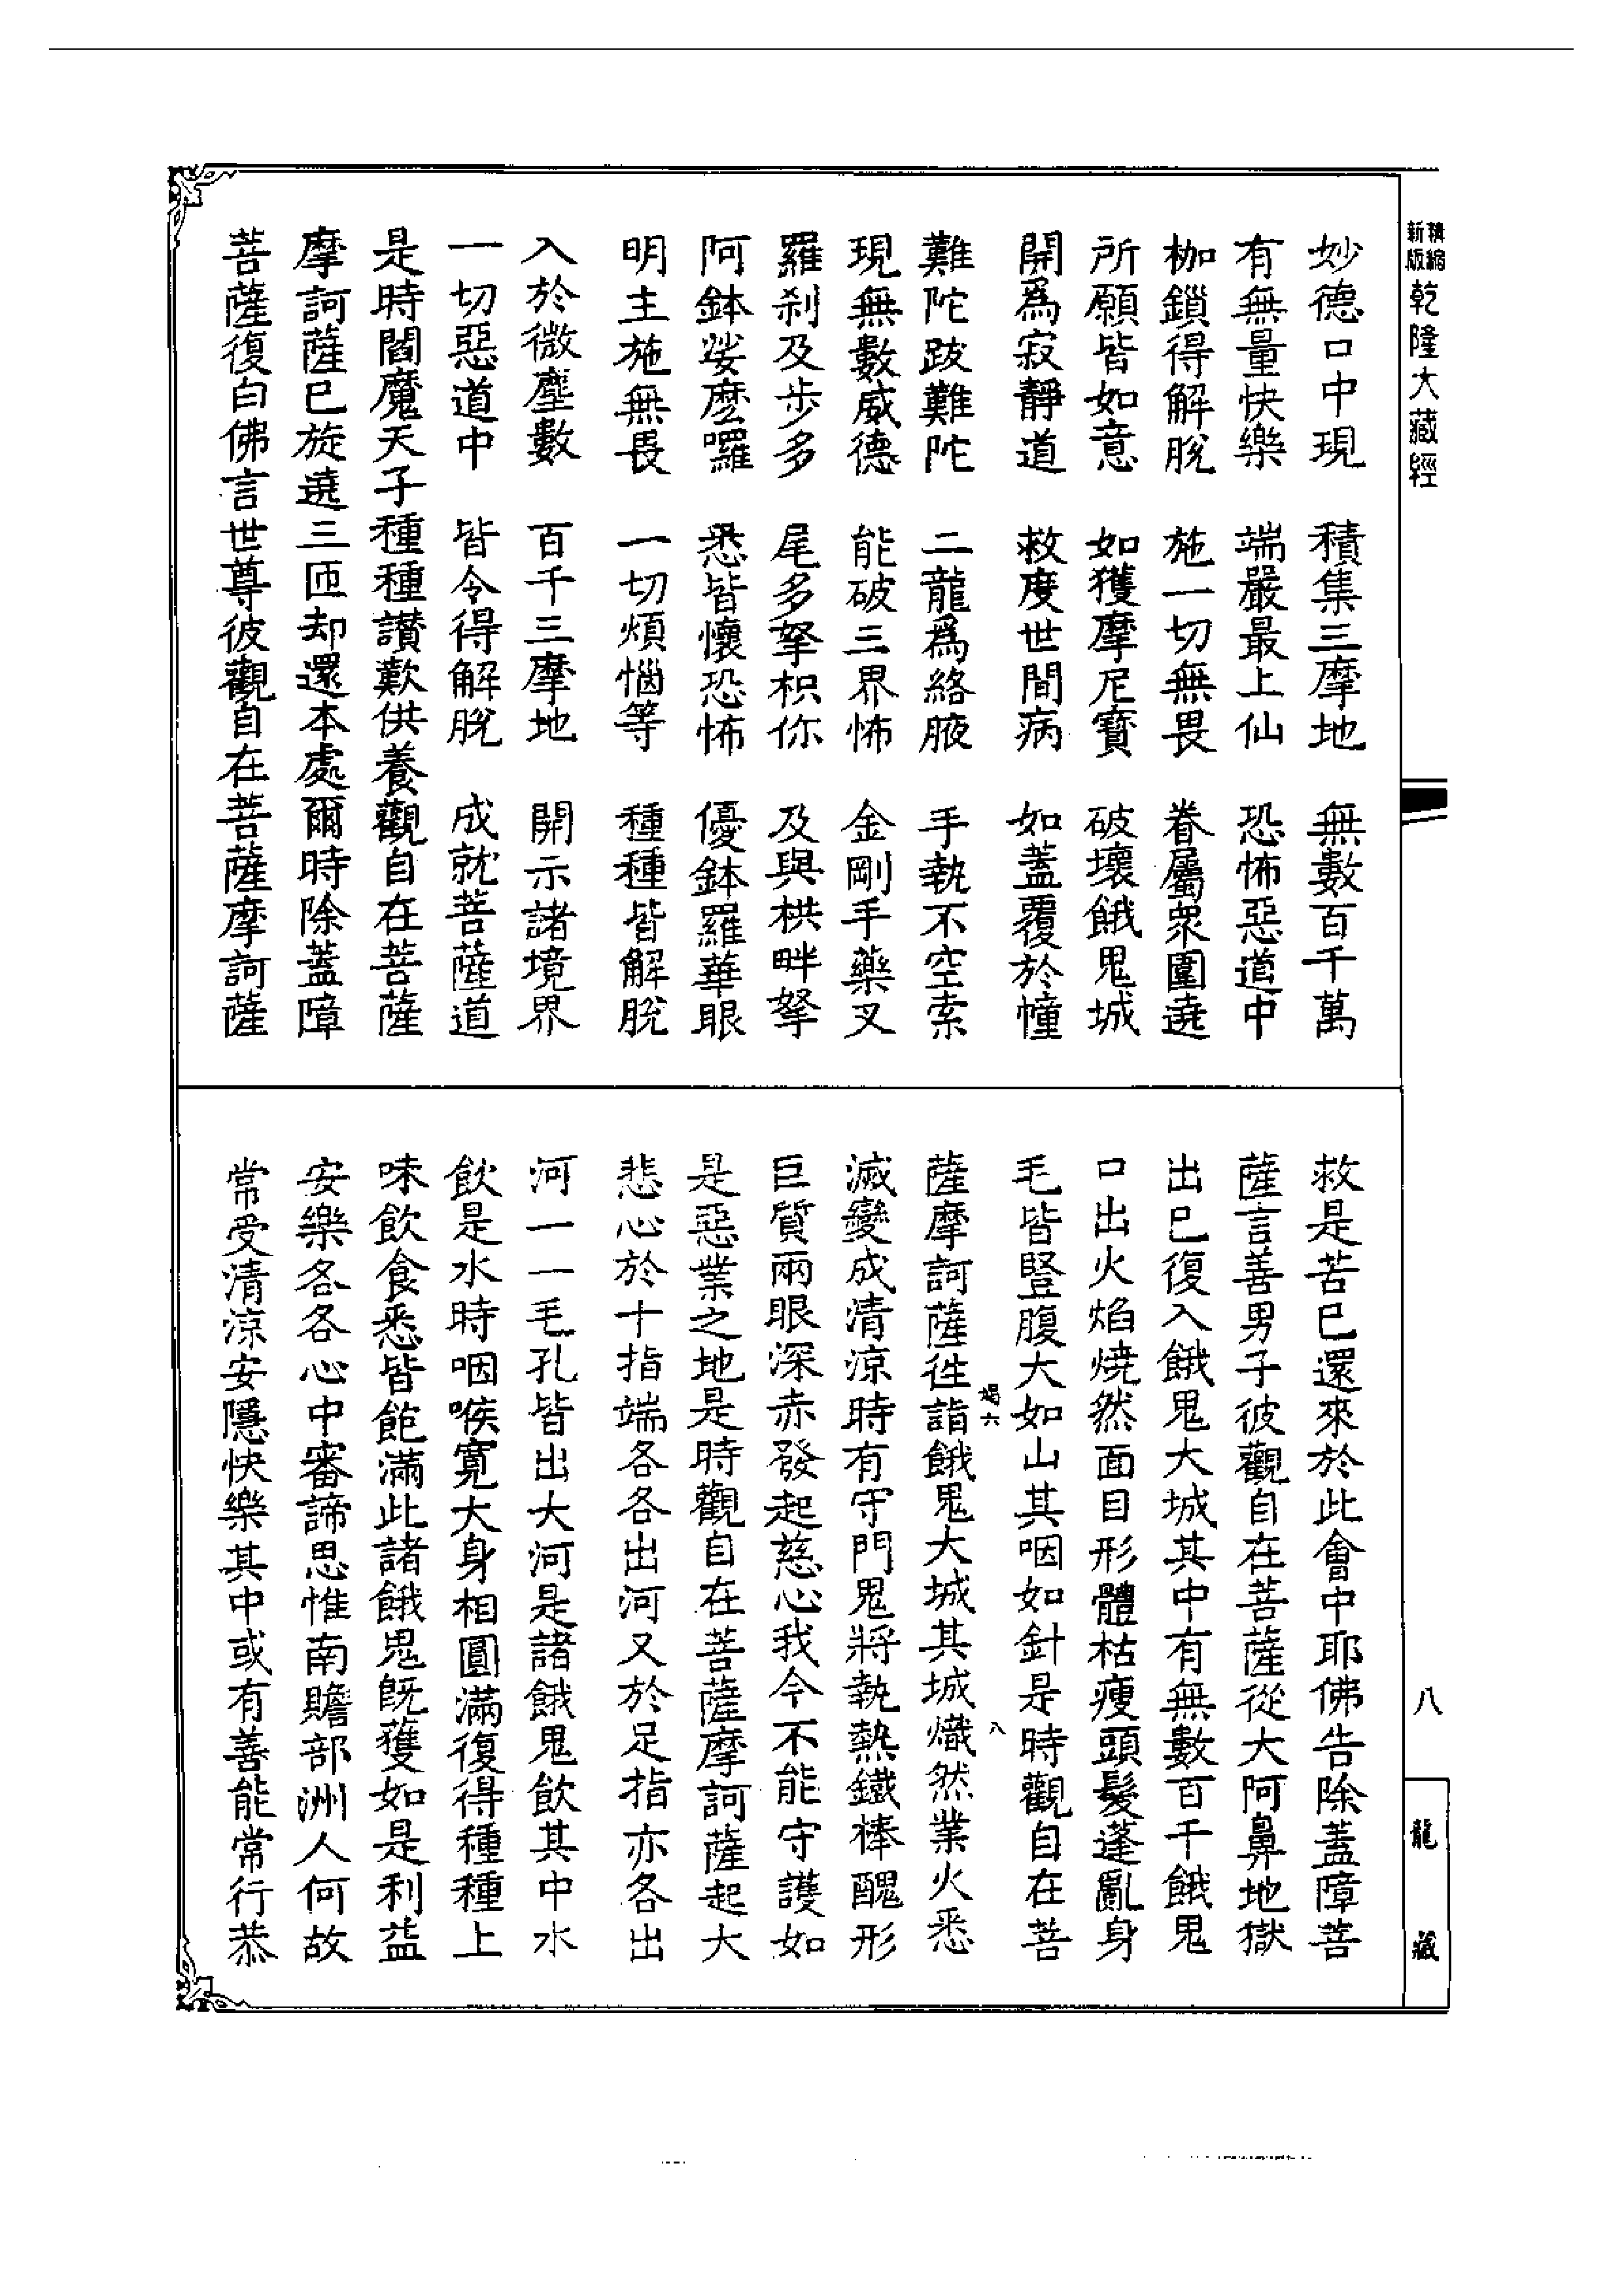 新精
版縮
乾隆大藏經
妙德口中現　積集三摩地　無數百千萬
有無量快樂　端嚴最上仙　恐怖惡道中
枷鎖得解脫　施一切無畏　眷屬衆圍遶
所願皆如意　如獲摩尼寶　破壞餓鬼城
開爲寂靜道　救度世間病　如蓋覆於幢
難陀跋難陀　二龍爲絡腋　手執不空索
現無數威德　能破三界怖　金剛手藥叉
羅刹及步多　尾多拏枳你　及與栱畔拏
阿鉢娑麼囉　悉皆懷恐怖　優鉢羅華眼
明主施無畏　一切煩惱等　種種皆解脫
入於微塵數　百千三摩地　開示諸境界
一切惡道中　皆令得解脫　成就菩薩道
是時閻魔天子種種讃歎供養觀自在菩薩
摩訶薩已旋遶三匝却還本處爾時除蓋障
菩薩復白佛言世尊彼觀自在菩薩摩訶薩
救是苦已還來於此會中耶佛告除蓋障菩
薩言善男子彼觀自在菩薩從大阿鼻地獄
出已復入餓鬼大城其中有無數百千餓鬼
口出火焰燒然面目形體枯瘦頭髮蓬亂身
毛皆豎腹大如山其咽如針是時觀自在菩
竭六　八
薩摩訶薩徃詣餓鬼大城其城熾然業火悉
滅變成清涼時有守門鬼將執熱鐵棒醜形
巨質兩眼深赤發起慈心我今不能守護如
是惡業之地是時觀自在菩薩摩訶薩起大
悲心於十指端各各出河又於足指亦各出
河一一毛孔皆出大河是諸餓鬼飲其中水
飲是水時咽喉寬大身相圓滿復得種種上
味飲食悉皆飽滿此諸餓鬼既獲如是利益
安樂各各心中審諦思惟南贍部洲人何故
常受清涼安隱快樂其中或有善能常行恭
八
龍藏